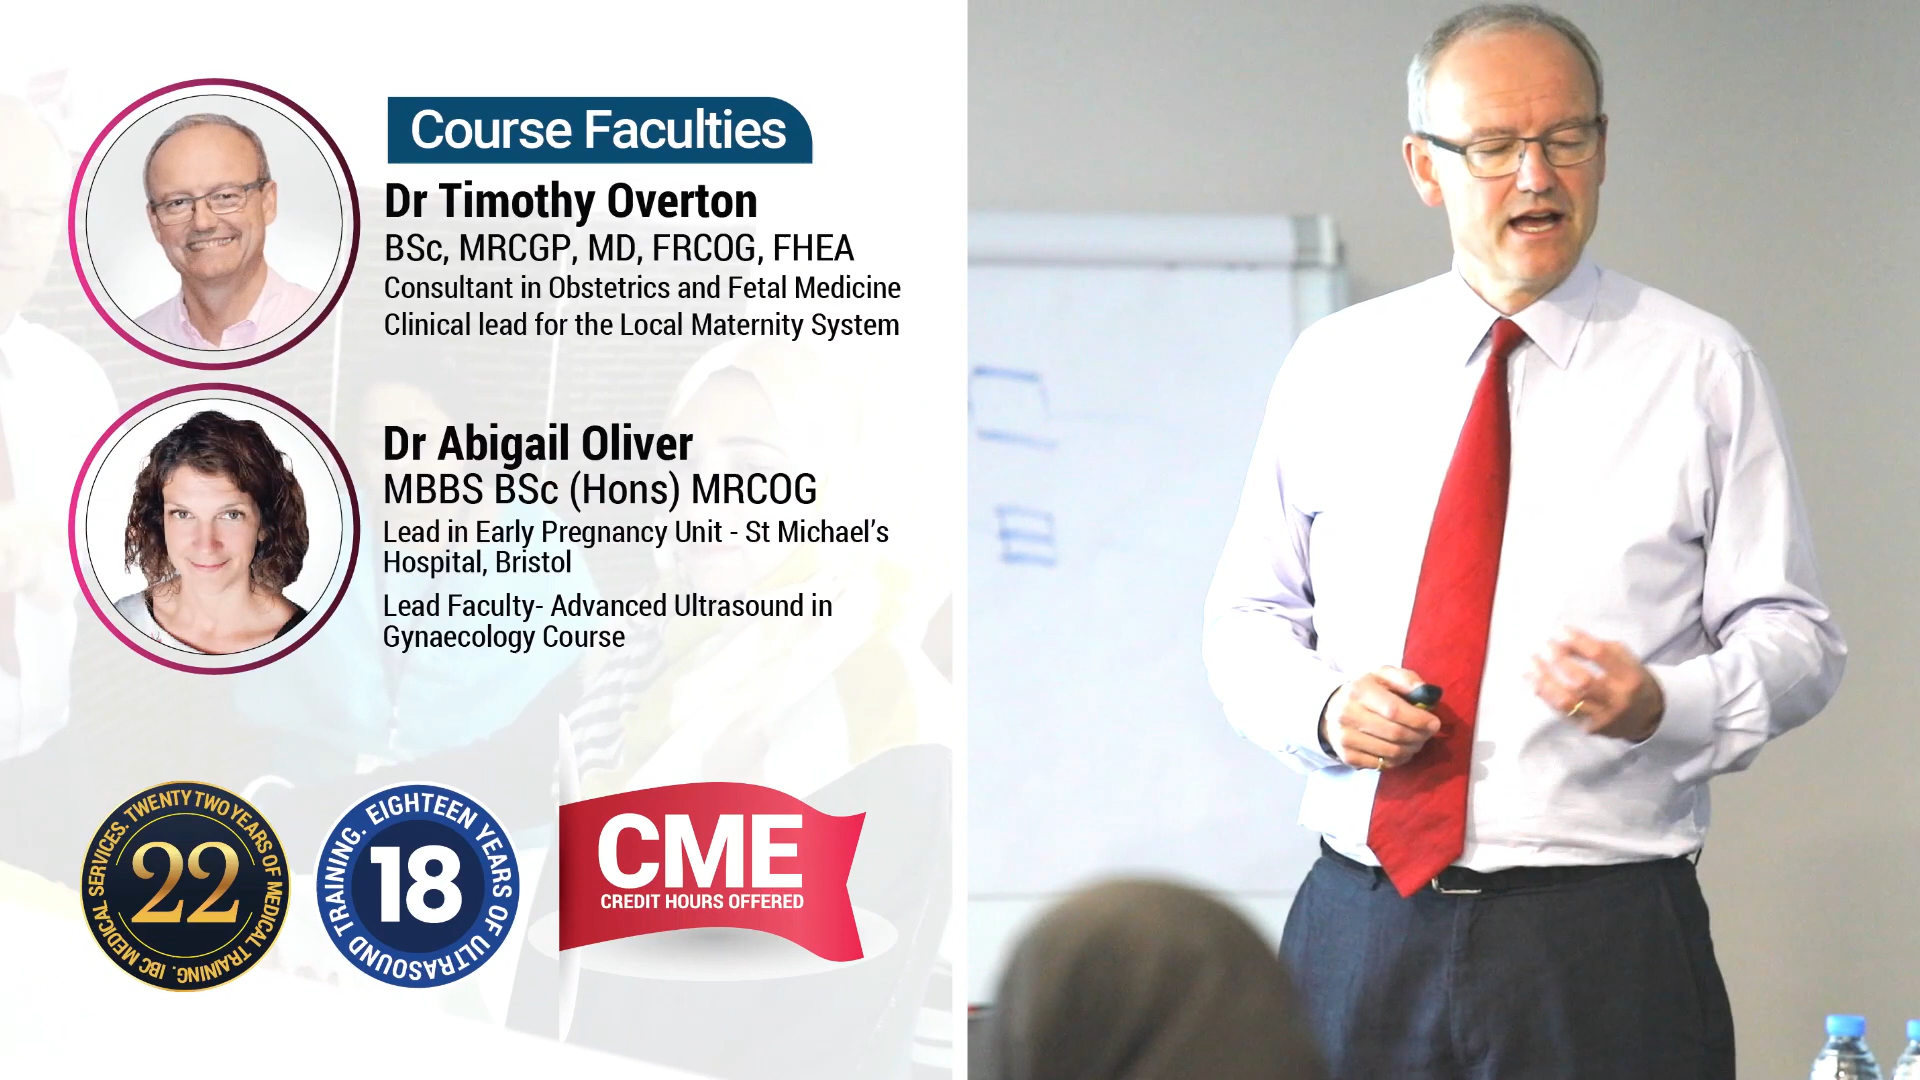 Course Faculties
Dr Timothy Overton
BSc, MRCGP, MD, FRCOG, FHEA
Consultant in Obstetrics and Fetal Medicine
Clinical lead for the Local Maternity System
Dr Abigail Oliver
MBBS BSc (Hons) MRCOG
Lead in Early Pregnancy Unit - St Michael’s
Hospital, Bristol
Lead Faculty- Advanced Ultrasound in
Gynaecology Course
IBC MEDICAL SERVICES. TWENTY TWO YEARS OF MEDICAL TRAINING.
22
EIGHTEEN YEARS OF ULTRASOUND TRAINING.
18
CME
CREDIT HOURS OFFERED